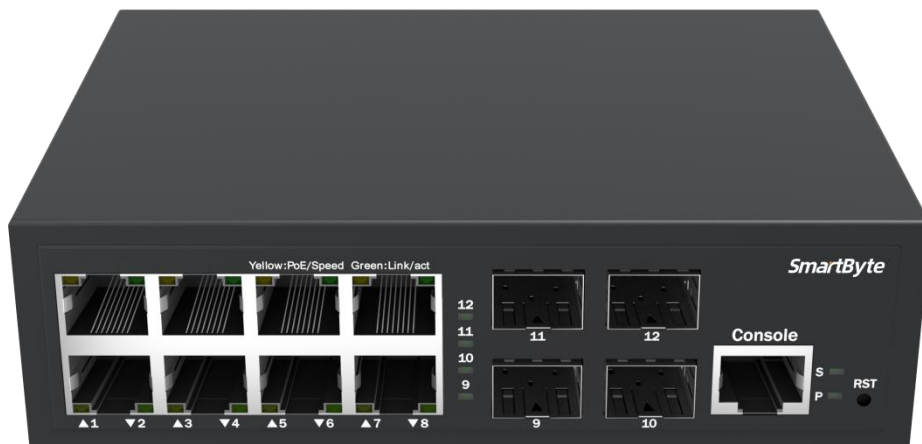 Yellow:PoE/Speed Green:Link/act
SmartByte
12
11
10
9
11
12
Console
S
P
RST
9
10
▲1 ▼2 ▲3 ▼4 ▲5 ▼6 ▲7 ▼8